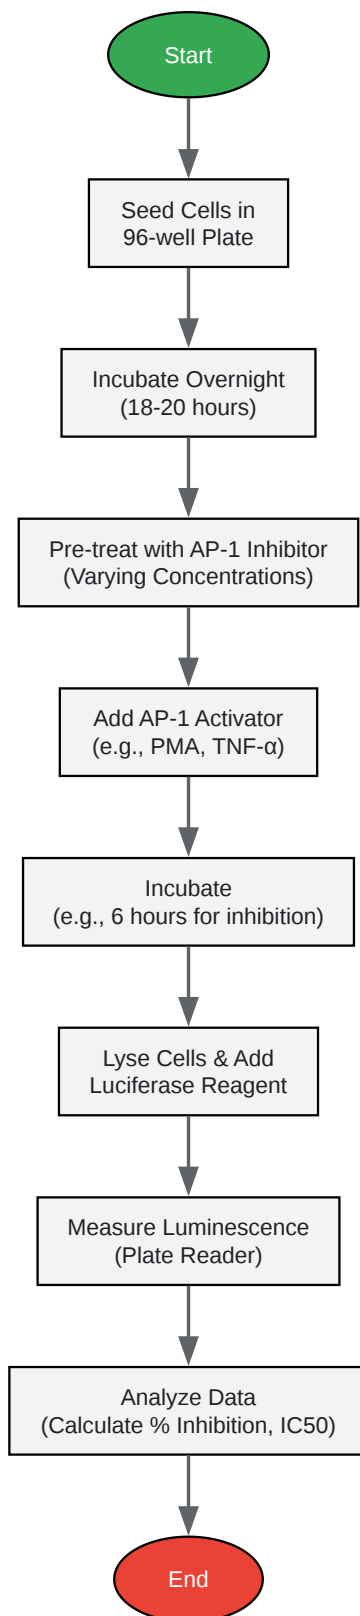 Start
Seed Cells in
96-well Plate
Incubate Overnight
(18-20 hours)
Pre-treat with AP-1 Inhibitor
(Varying Concentrations)
Add AP-1 Activator
(e.g., PMA, TNF-α)
Incubate
(e.g., 6 hours for inhibition)
Lyse Cells & Add
Luciferase Reagent
Measure Luminescence
(Plate Reader)
Analyze Data
(Calculate % Inhibition, IC50)
End